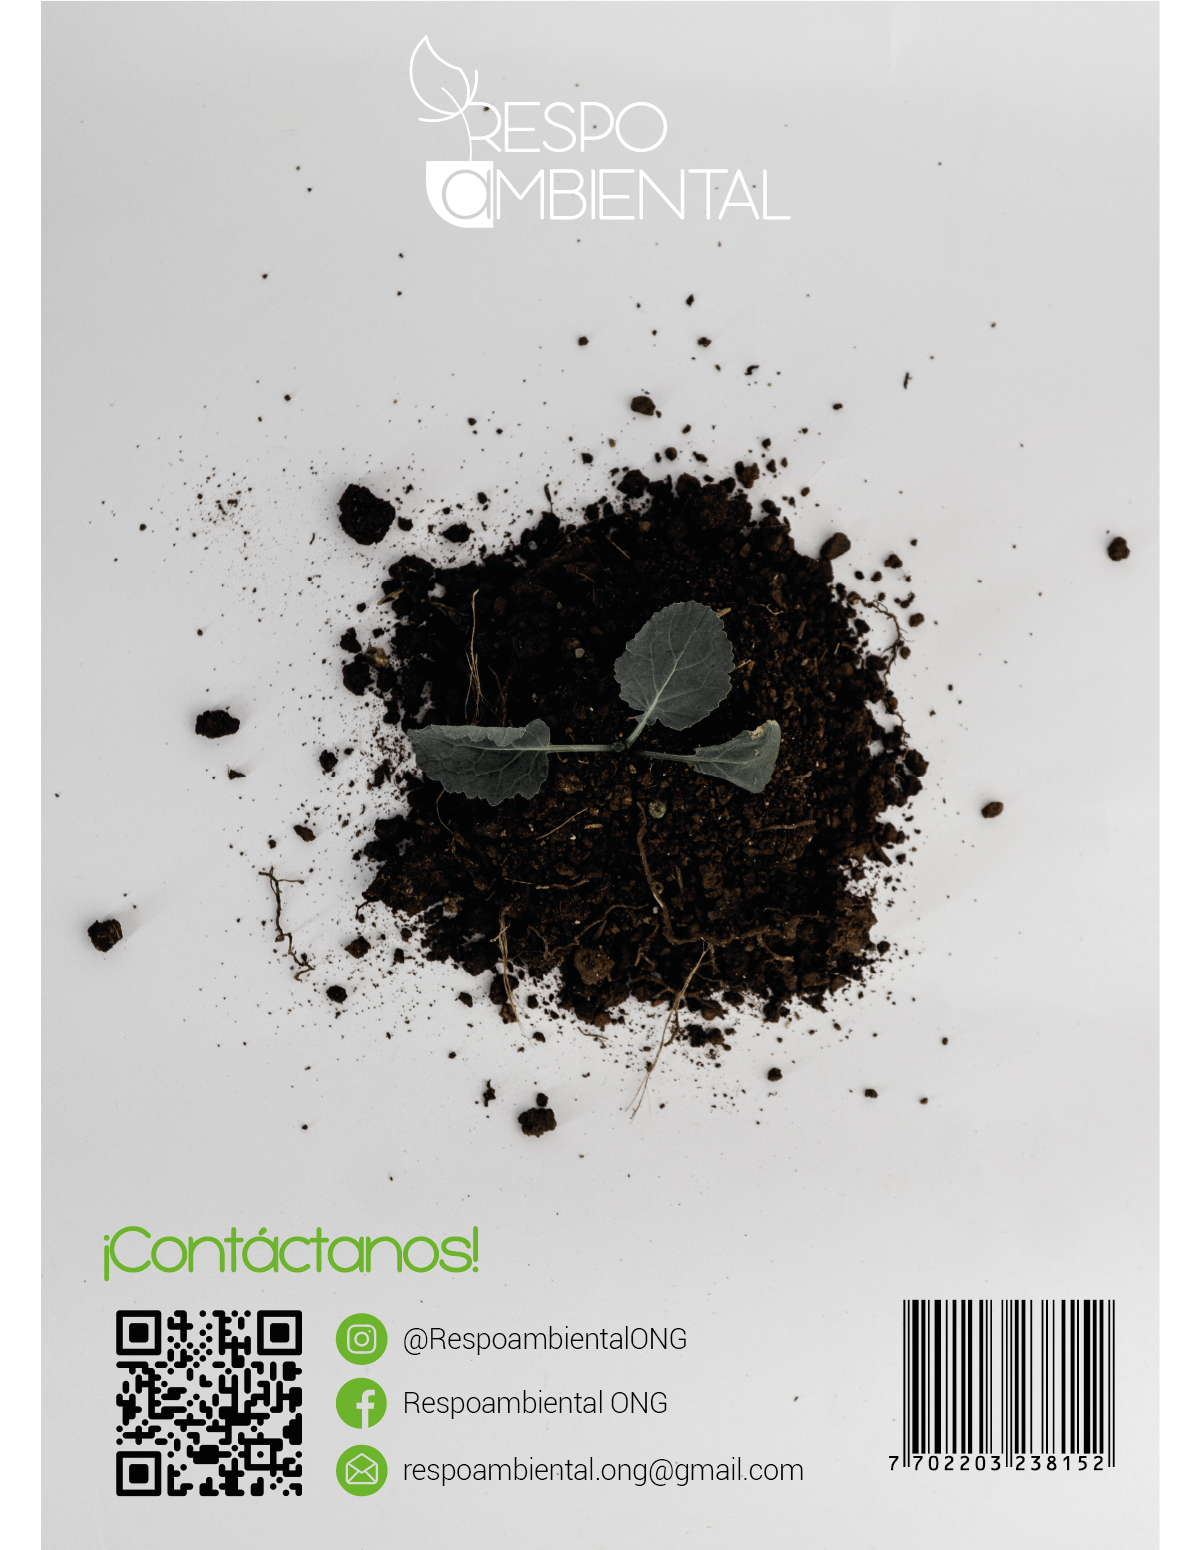 RESPO
aMBIENTAL
¡Contáctanos!
@RespoambientalONG
Respoambiental ONG
respoambiental.ong@gmail.com
7 702203 238152